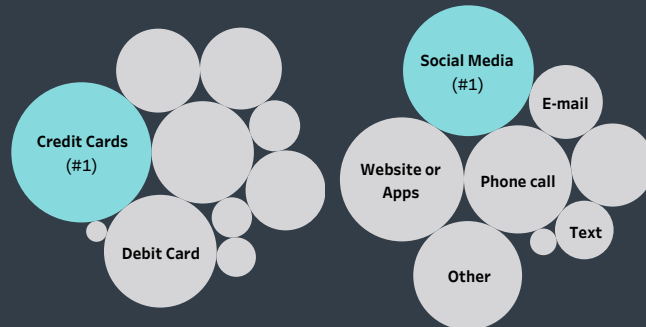 Credit Cards
(#1)
Debit Card
Social Media
(#1)
E-mail
Website or
Apps
Phone call
Text
Other